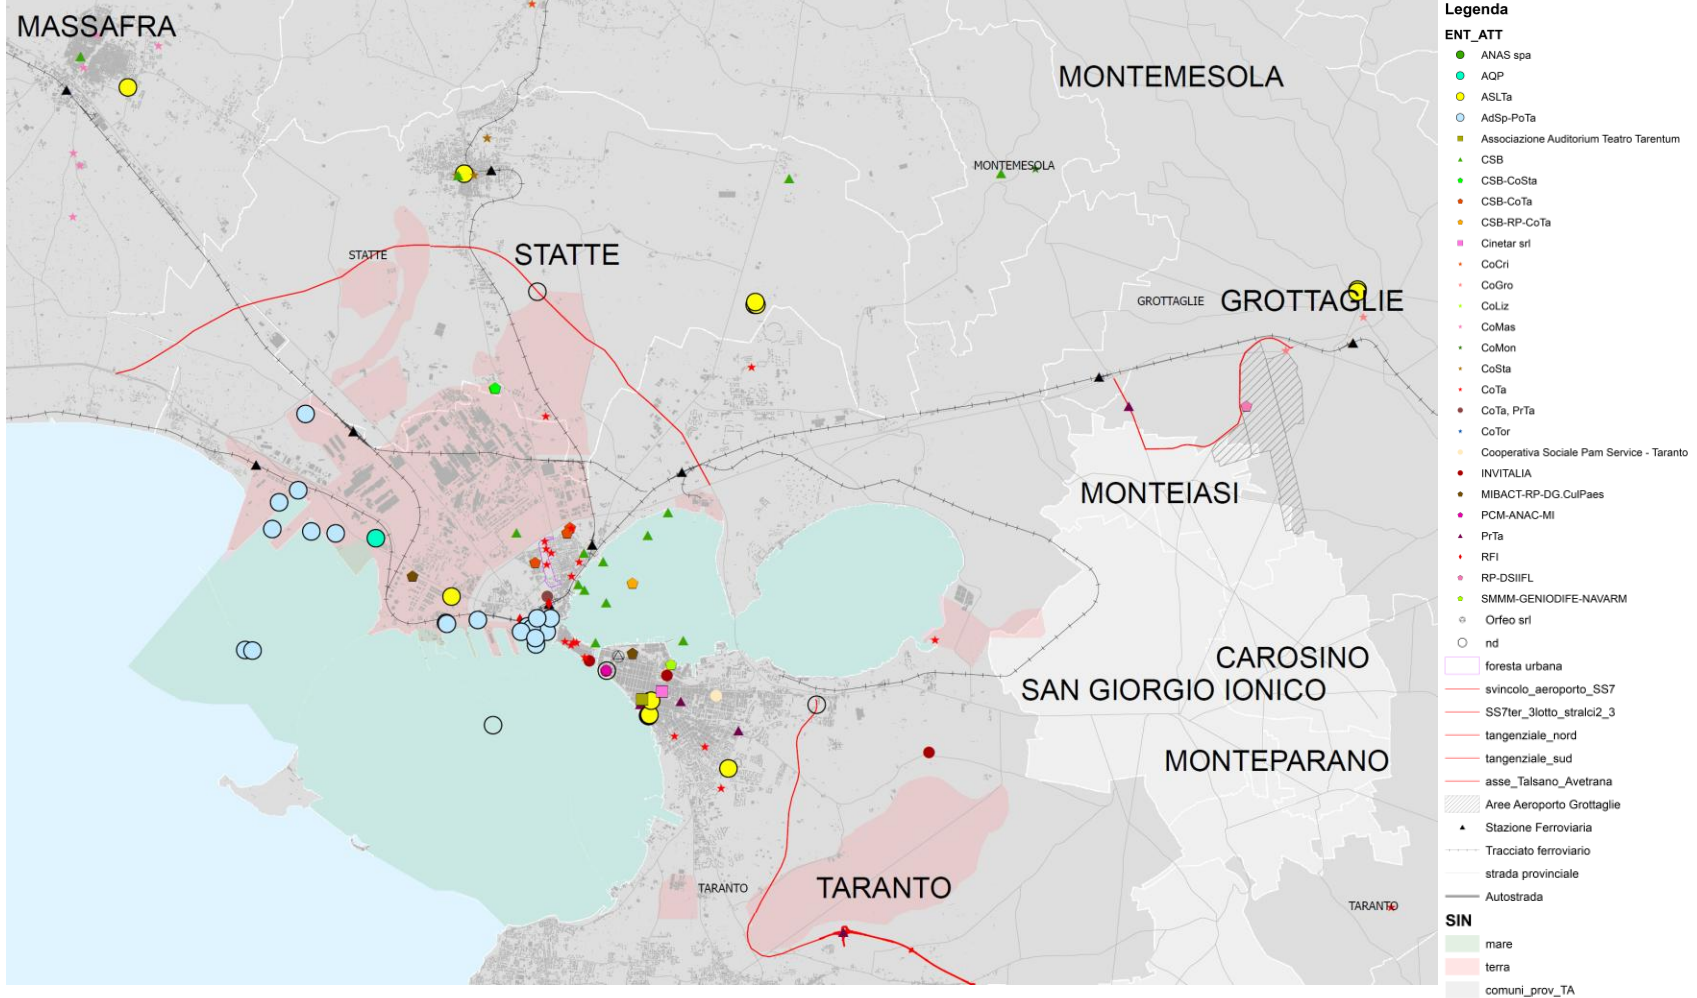 MASSAFRA
MONTEMESOLA
MONTEMESOLA
STATTE
STATTE
GROTTAGLIE
GROTTAGLIE
MONTEIASI
CAROSINO
SAN GIORGIO IONICO
MONTEPARANO
TARANTO
TARANTO
TARANTO
Legenda
ENT_ATT
ANAS spa
AQP
ASLTa
AdSp-PoTa
Associazione Auditorium Teatro Tarentum
CSB
CSB-CoSta
CSB-CoTa
CSB-RP-CoTa
Cinetar srl
CoCri
CoGro
CoLiz
CoMas
CoMon
CoSta
CoTa
CoTa, PrTa
CoTor
Cooperativa Sociale Pam Service - Taranto
INVITALIA
MIBACT-RP-DG.CulPaes
PCM-ANAC-MI
PrTa
RFI
RP-DSIIFL
SMMM-GENIODIFE-NAVARM
Orfeo srl
nd
foresta urbana
svincolo_aeroporto_SS7
SS7ter_3lotto_stralci2_3
tangenziale_nord
tangenziale_sud
asse_Talsano_Avetrana
Aree Aeroporto Grottaglie
Stazione Ferroviaria
Tracciato ferroviario
strada provinciale
Autostrada
SIN
mare
terra
comuni_prov_TA